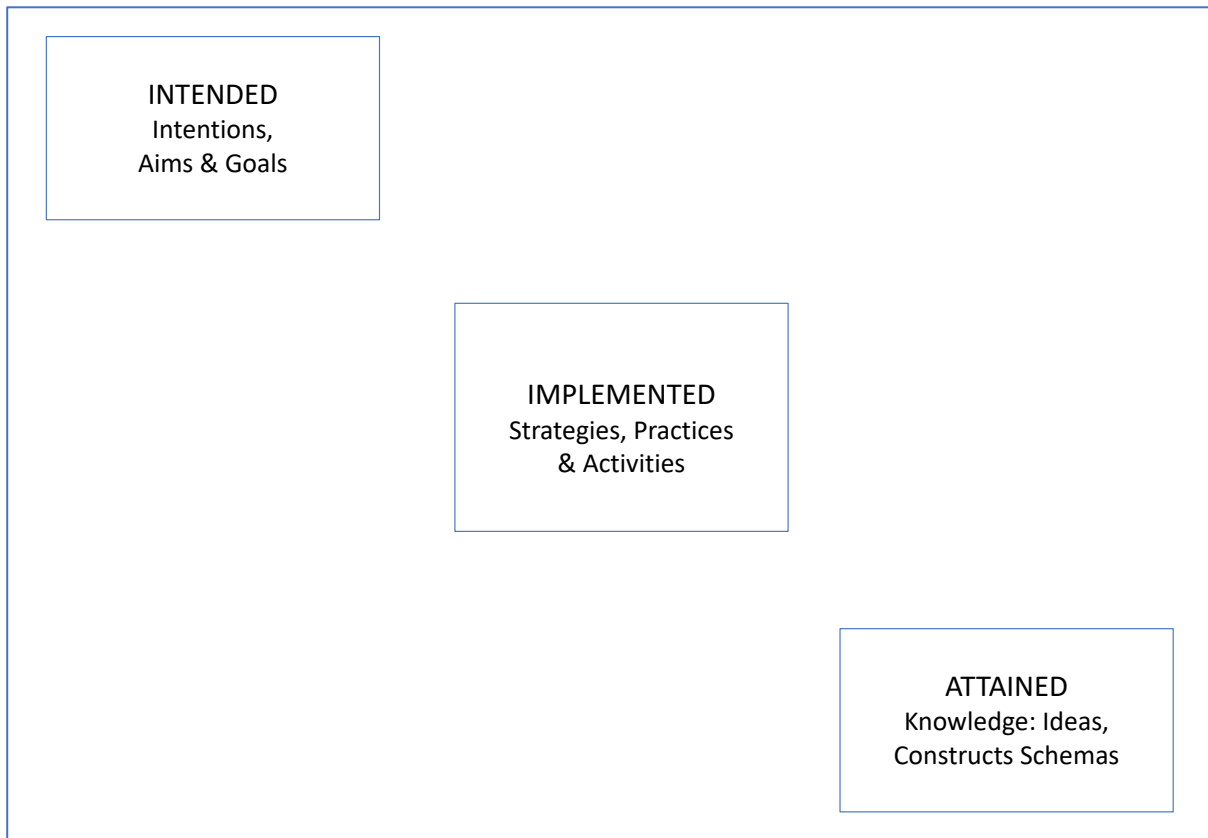 INTENDED
Intentions,
Aims & Goals
IMPLEMENTED
Strategies, Practices
& Activities
ATTAINED
Knowledge: Ideas,
Constructs Schemas